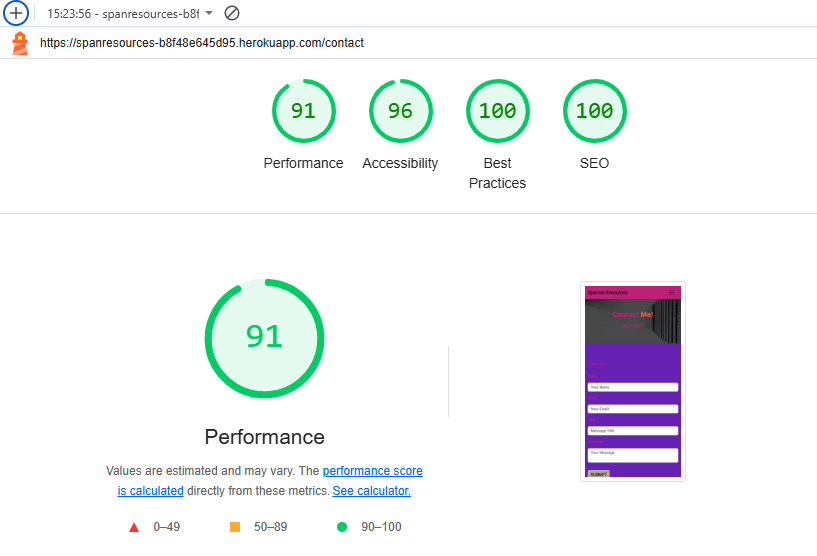 15:23:56 - spanresources-b8f
https://spanresources-b8f48e645d95.herokuapp.com/contact
91 96 100 100
Performance Accessibility Best Practices SEO
91
Performance
Values are estimated and may vary. The performance score
is calculated directly from these metrics. See calculator.
0–49 50–89 90–100
Spanish Resources
Contact Me!
Your Name
Your Email
Message Title
Your Message
SUBMIT